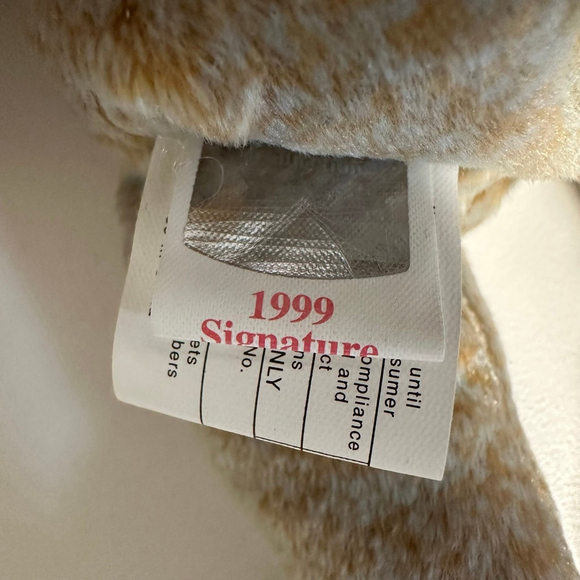 1999
Signature
until
sumer
ompliance
and
ct
ns
NLY
No.
ets
bers